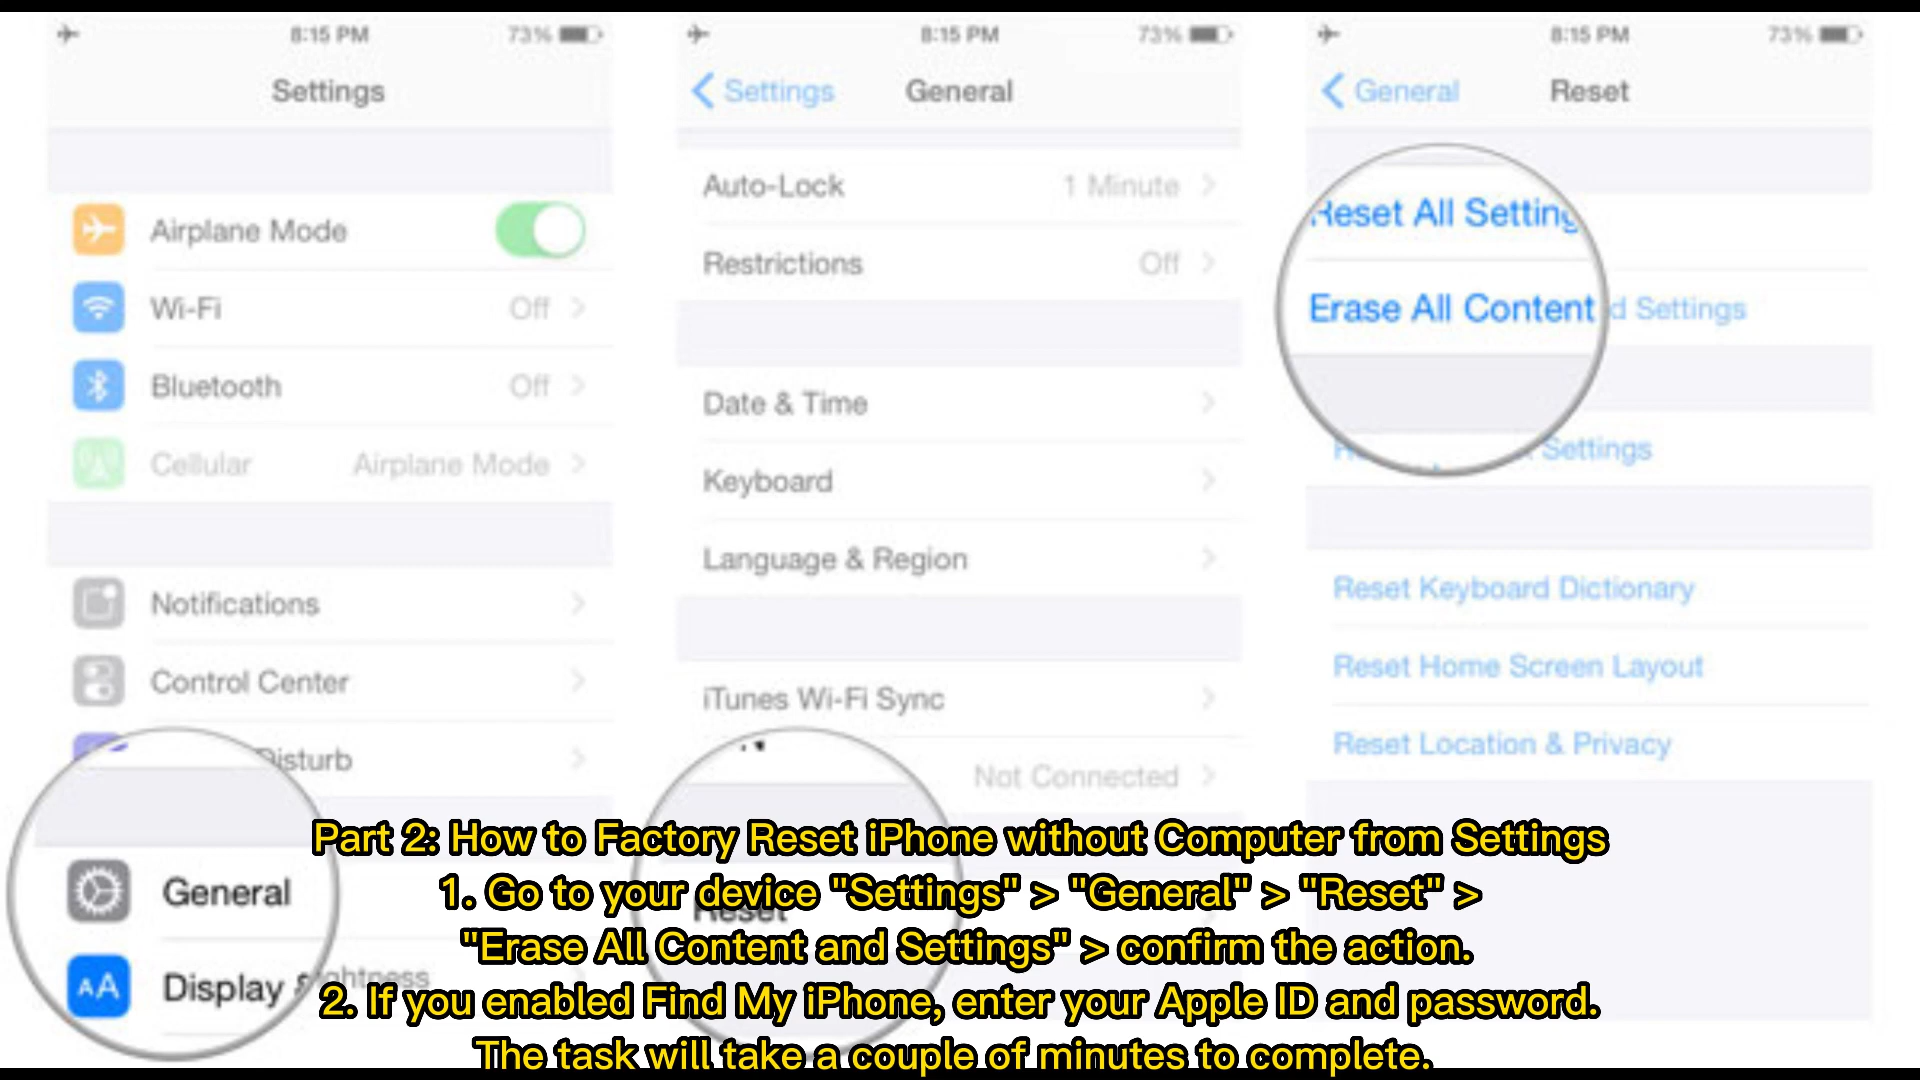 8:15 PM
73%
Settings
Airplane Mode
Wi-Fi
Off
Bluetooth
Off
Cellular
Airplane Mode
Notifications
Control Center
Disturb
General
Display
8:15 PM
73%
Settings
General
Auto-Lock
1 Minute
Restrictions
Off
Date & Time
Keyboard
Language & Region
iTunes Wi-Fi Sync
Not Connected
Reset
8:15 PM
73%
General
Reset
Reset All Setting
Erase All Content d Settings
Settings
Reset Keyboard Dictionary
Reset Home Screen Layout
Reset Location & Privacy
Part 2: How to Factory Reset iPhone without Computer from Settings
1. Go to your device "Settings" > "General" > "Reset" >
"Erase All Content and Settings" > confirm the action.
2. If you enabled Find My iPhone, enter your Apple ID and password.
The task will take a couple of minutes to complete.